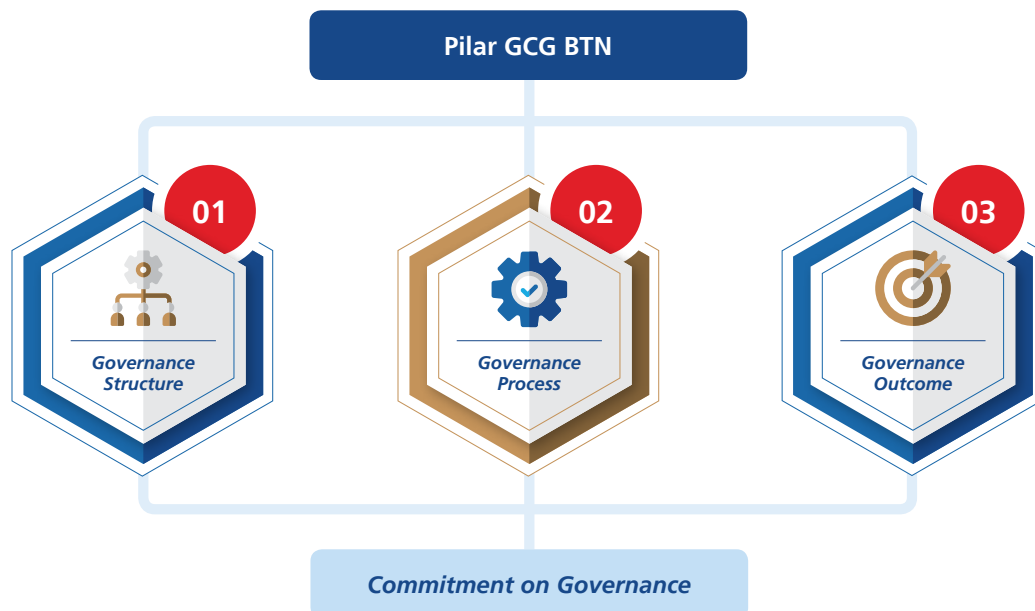 Pilar GCG BTN
01
Governance
Structure
02
Governance
Process
03
Governance
Outcome
Commitment on Governance